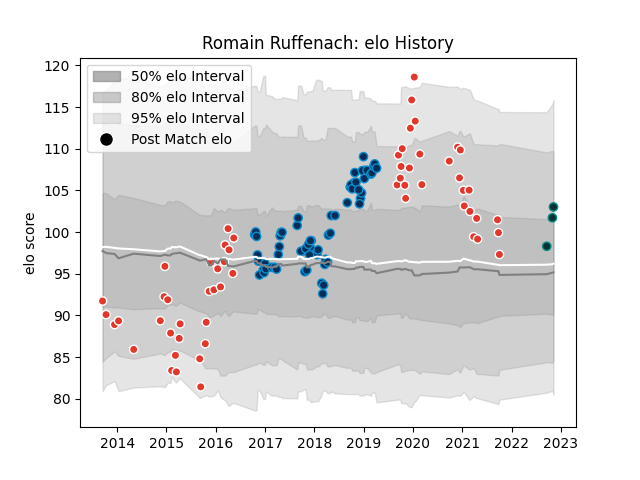 Romain Ruffenach: elo History
50% elo Interval
80% elo Interval
95% elo Interval
Post Match elo
elo score
120
115
110
105
100
95
90
85
80
2014 2015 2016 2017 2018 2019 2020 2021 2022 2023